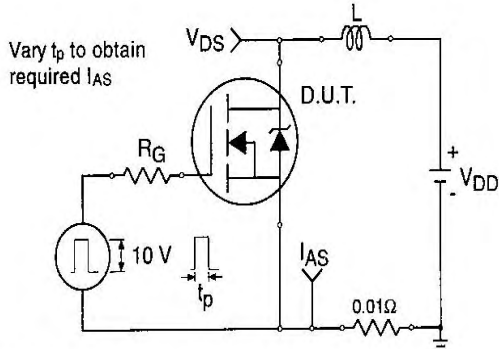 Vary tp to obtain
required IAS
VDS
L
D.U.T.
RG
+
VDD
-
10 V
tp
IAS
0.01Ω